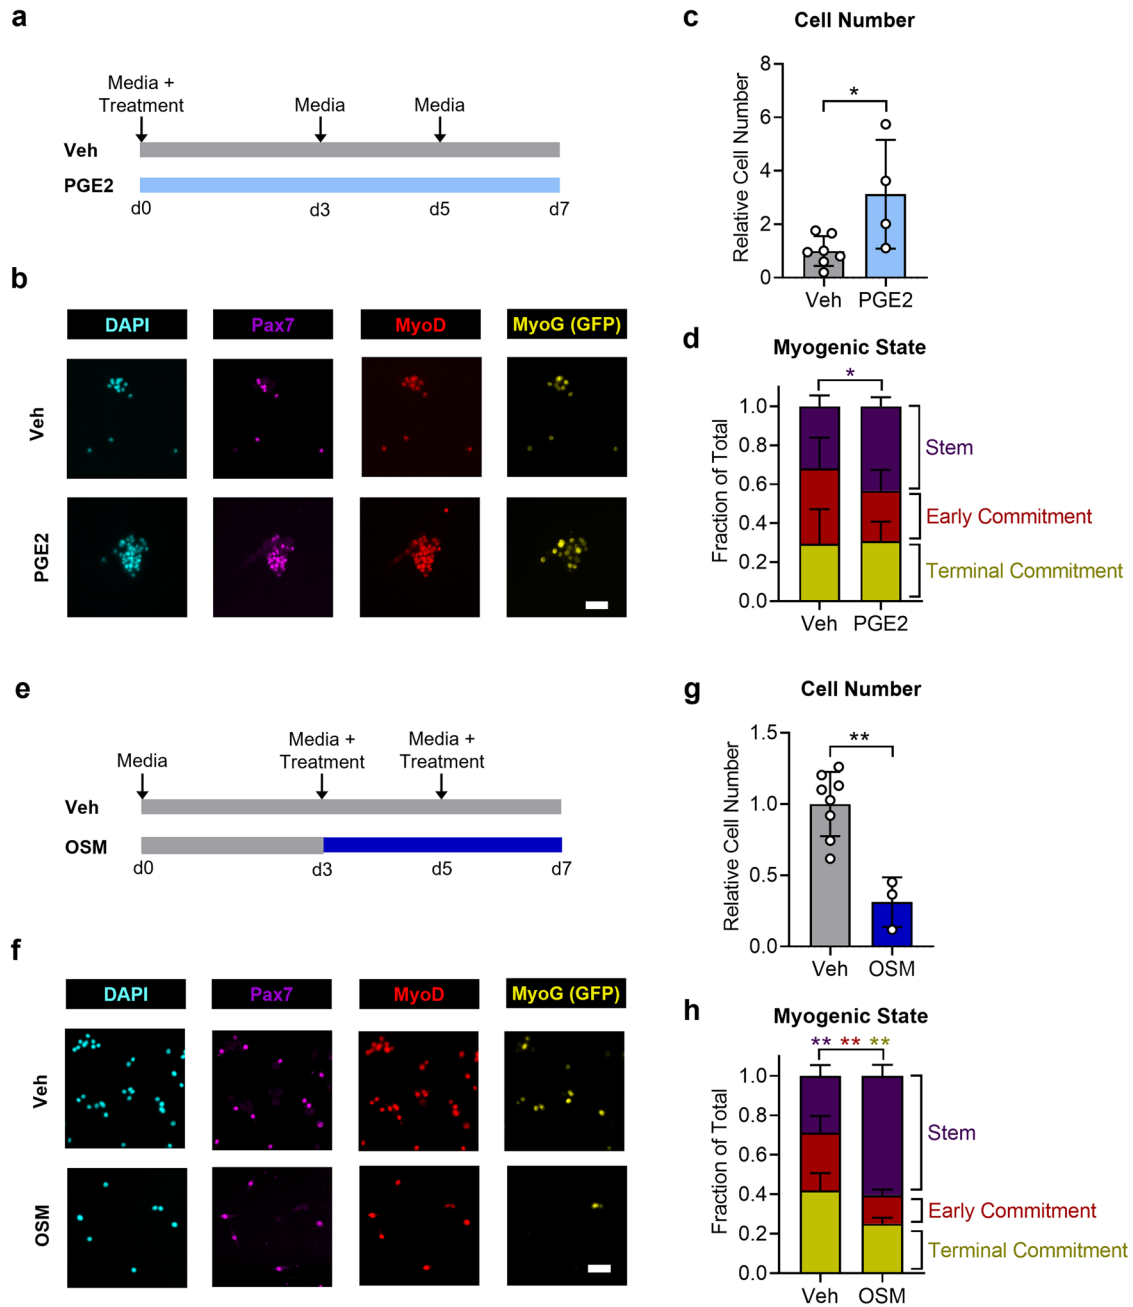 a
Media +
Treatment
Media
Media
Veh
PGE2
d0
d3
d5
d7
b
DAPI
Pax7
MyoD
MyoG (GFP)
Veh
PGE2
c
Cell Number
Relative Cell Number
8
6
4
2
0
*
Veh
PGE2
d
Myogenic State
*
Fraction of Total
1.0
0.8
0.6
0.4
0.2
0.0
Stem
Early Commitment
Terminal Commitment
Veh
PGE2
e
Media
Media +
Treatment
Media +
Treatment
Veh
OSM
d0
d3
d5
d7
f
DAPI
Pax7
MyoD
MyoG (GFP)
Veh
OSM
g
Cell Number
Relative Cell Number
1.5
1.0
0.5
0.0
**
Veh
OSM
h
Myogenic State
** ** **
Fraction of Total
1.0
0.8
0.6
0.4
0.2
0.0
Stem
Early Commitment
Terminal Commitment
Veh
OSM